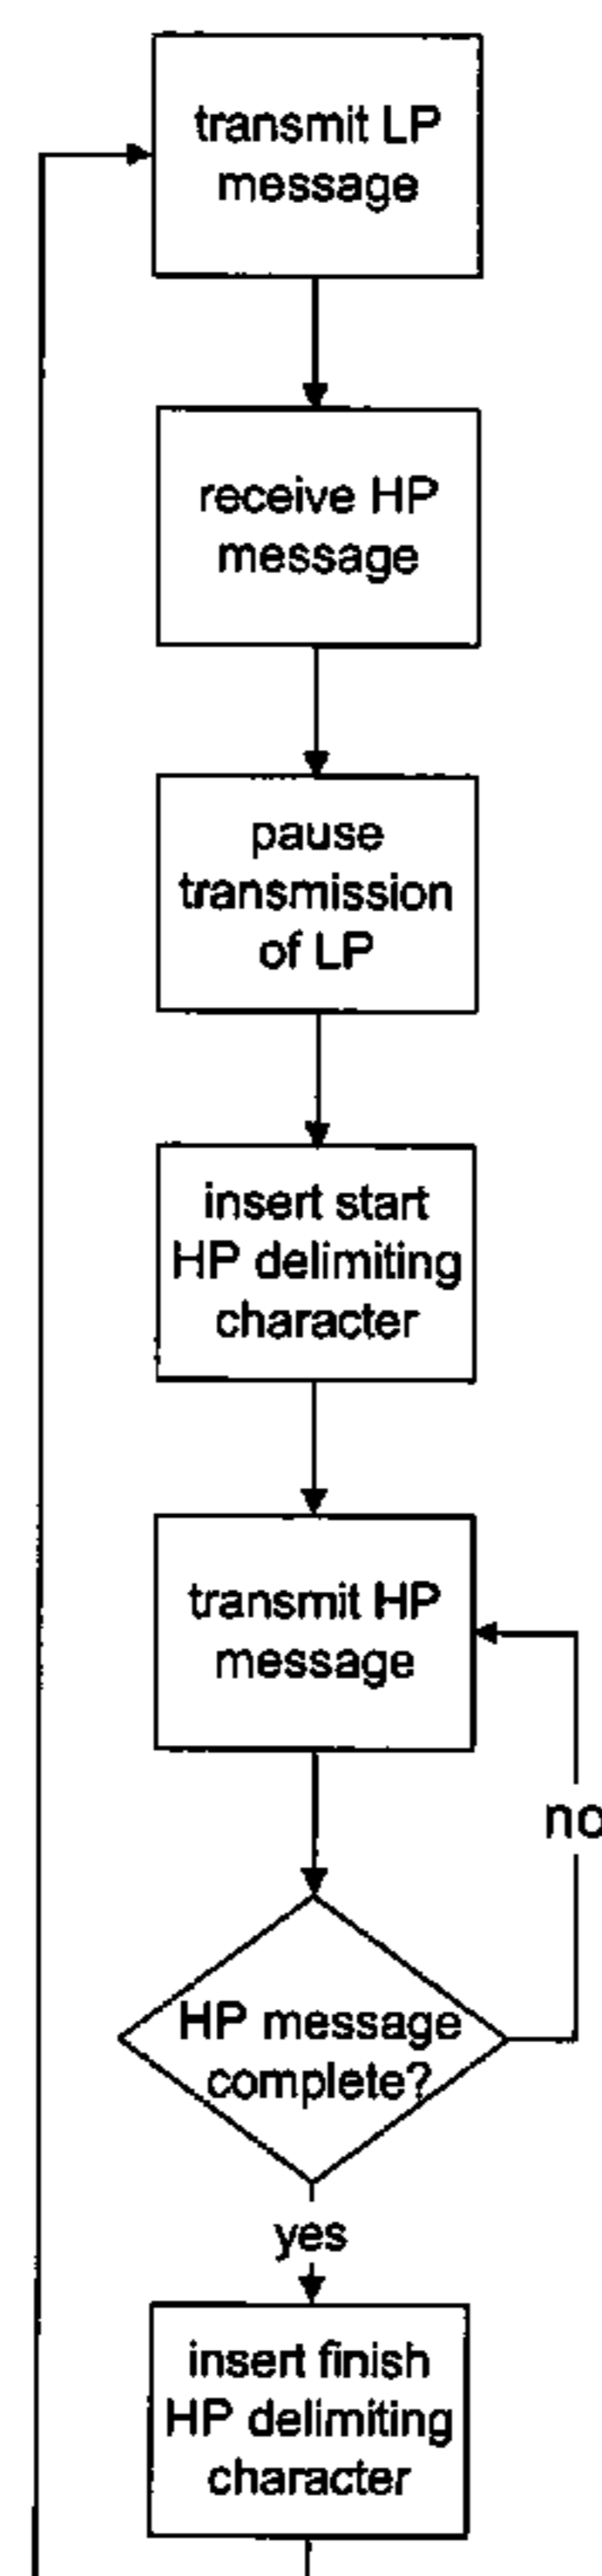 transmit LP
message
receive HP
message
pause
transmission
of LP
insert start
HP delimiting
character
transmit HP
message
no
HP message
complete?
yes
insert finish
HP delimiting
character